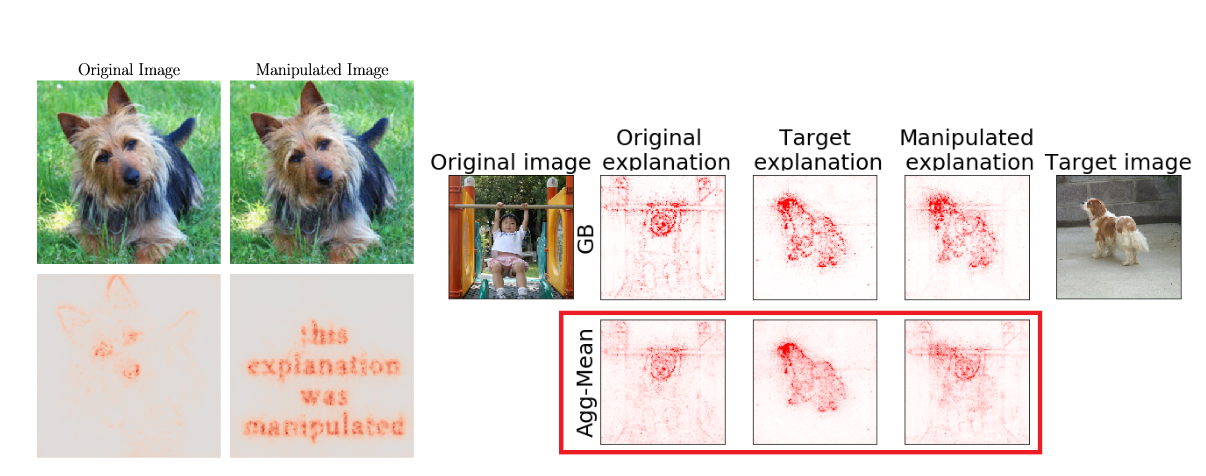 Original Image
Manipulated Image
this
explanation
was
manipulated
Original image
Original
explanation
Target
explanation
Manipulated
explanation
Target image
GB
Agg-Mean